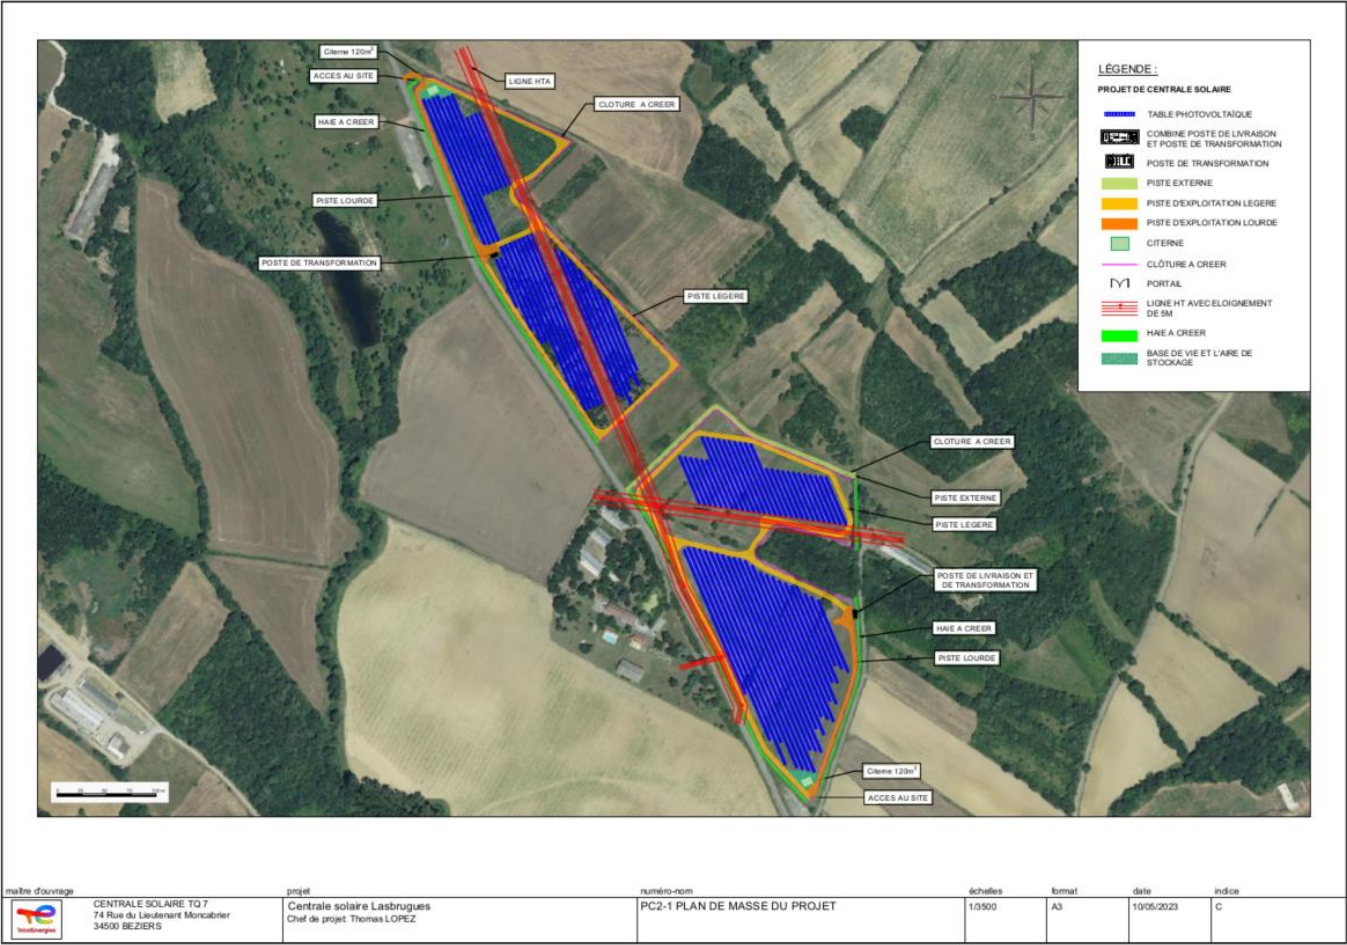 Citerne 120m³
ACCES AU SITE
LIGNE HTA
CLOTURE A CREER
HAIE A CREER
PISTE LOURDE
POSTE DE TRANSFORMATION
PISTE LEGERE
CLOTURE A CREER
PISTE EXTERNE
PISTE LEGERE
POSTE DE LIVRAISON ET
DE TRANSFORMATION
HAIE A CREER
PISTE LOURDE
Citerne 120m³
ACCES AU SITE
LÉGENDE :
PROJET DE CENTRALE SOLAIRE
TABLE PHOTOVOLTAÏQUE
COMBINE POSTE DE LIVRAISON
ET POSTE DE TRANSFORMATION
POSTE DE TRANSFORMATION
PISTE EXTERNE
PISTE D'EXPLOITATION LEGERE
PISTE D'EXPLOITATION LOURDE
CITERNE
CLÔTURE A CREER
PORTAIL
LIGNE HT AVEC ELOIGNEMENT
DE 5M
HAIE A CREER
BASE DE VIE ET L'AIRE DE
STOCKAGE
maître d'ouvrage
CENTRALE SOLAIRE TQ 7
74 Rue du Lieutenant Moncabrier
34500 BEZIERS
TotalEnergies
projet
Centrale solaire Lasbrugues
Chef de projet: Thomas LOPEZ
numéro-nom
PC2-1 PLAN DE MASSE DU PROJET
échelles
1/3500
format
A3
date
10/05/2023
indice
C